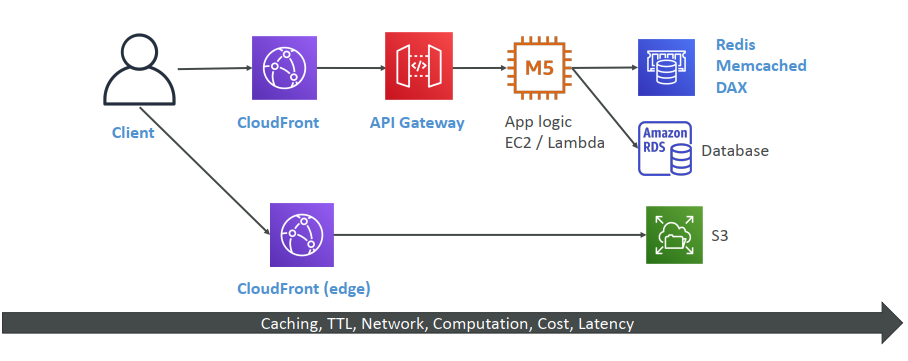 Client
CloudFront
</>
API Gateway
M5
App logic
EC2 / Lambda
Redis
Memcached
DAX
Amazon
RDS
Database
CloudFront (edge)
S3
Caching, TTL, Network, Computation, Cost, Latency